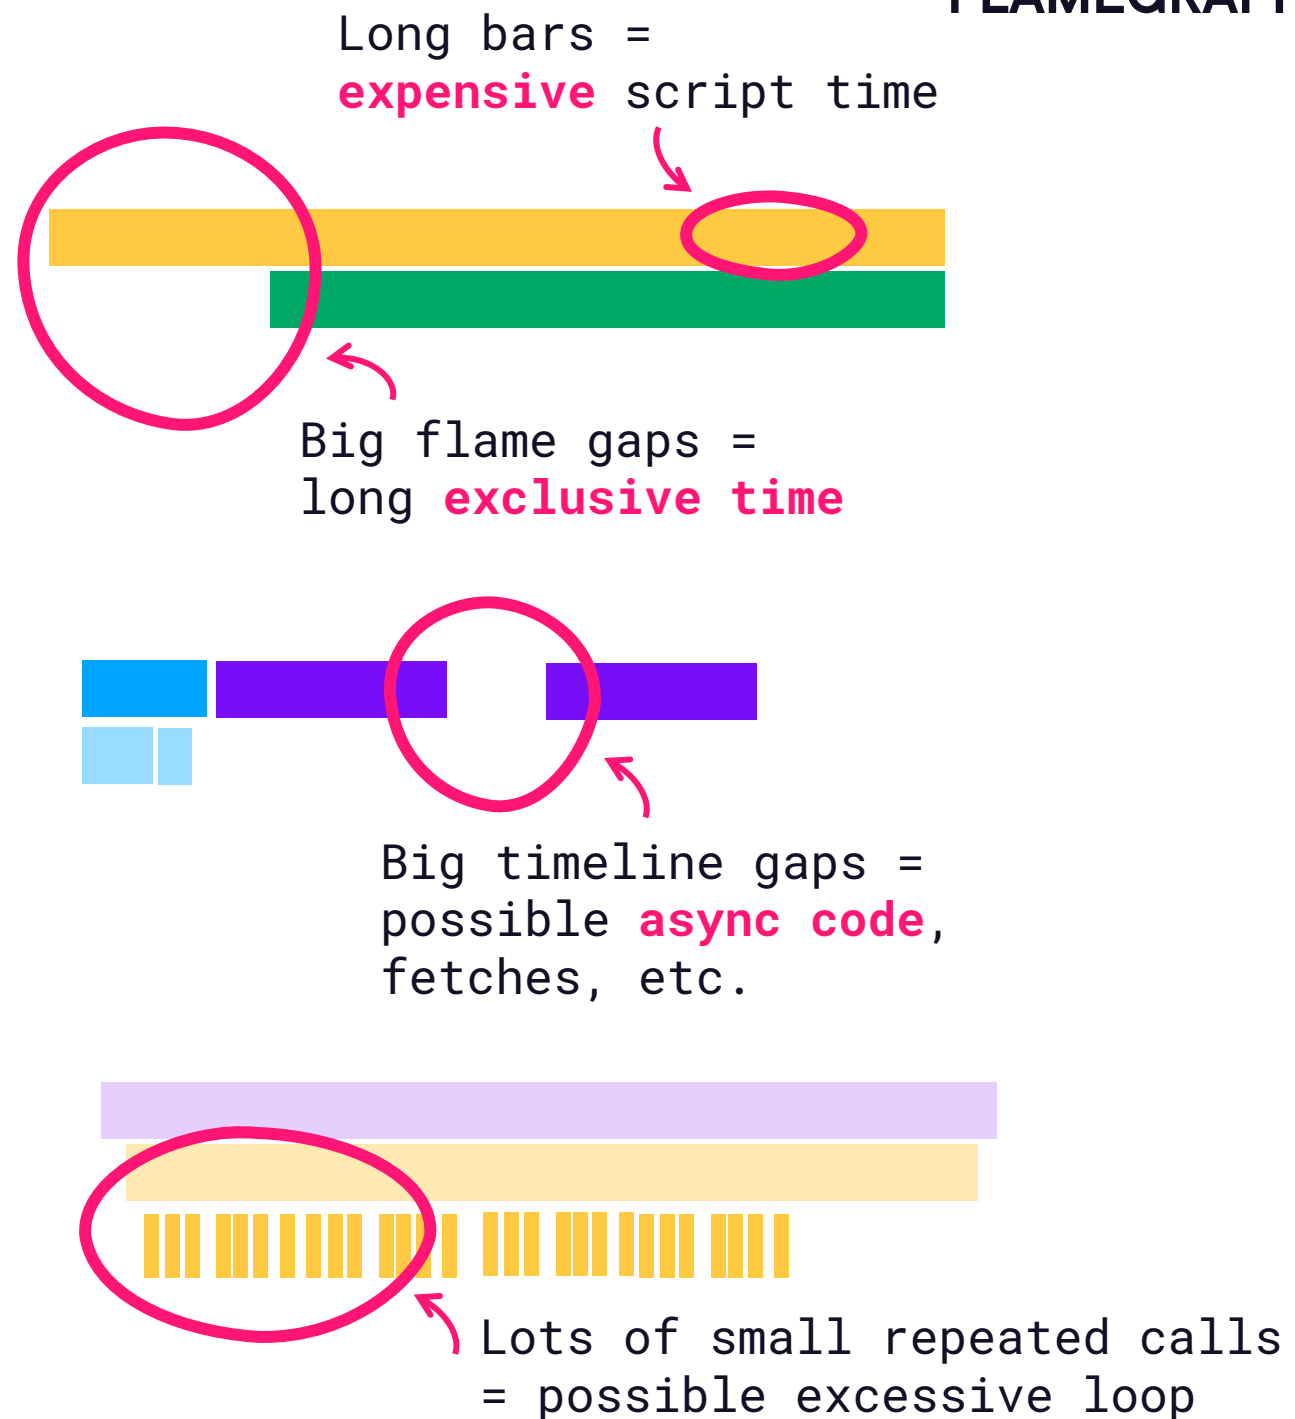 Long bars =
expensive script time
Big flame gaps =
long exclusive time
Big timeline gaps =
possible async code,
fetches, etc.
Lots of small repeated calls
= possible excessive loop